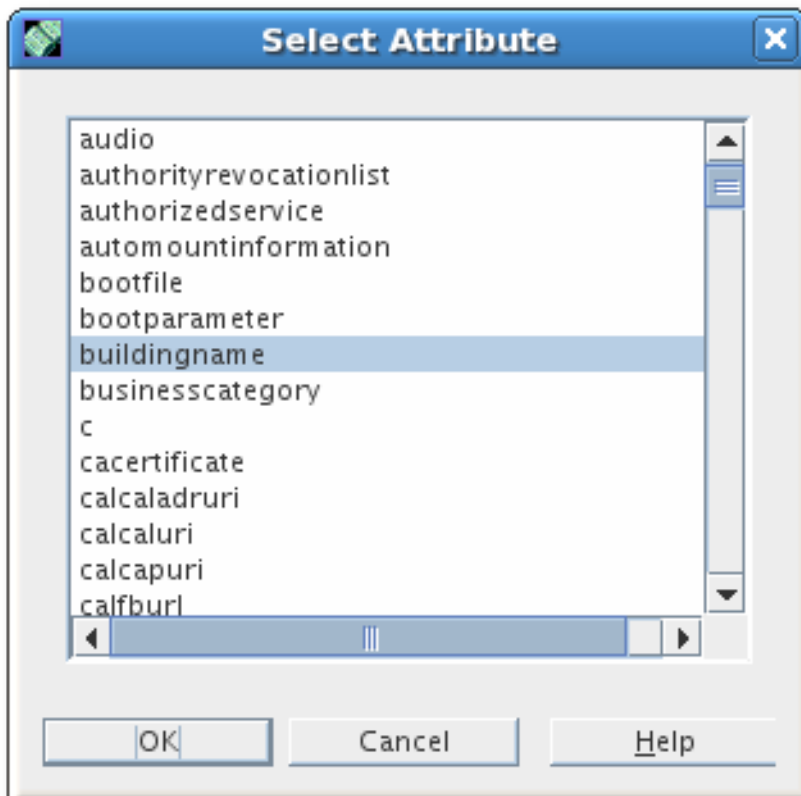 Select Attribute
audio
authorityrevocationlist
authorizedservice
automountinformation
bootfile
bootparameter
buildingname
businesscategory
c
cacertificate
calcaladruri
calcaluri
calcapuri
calfburl
OK Cancel Help